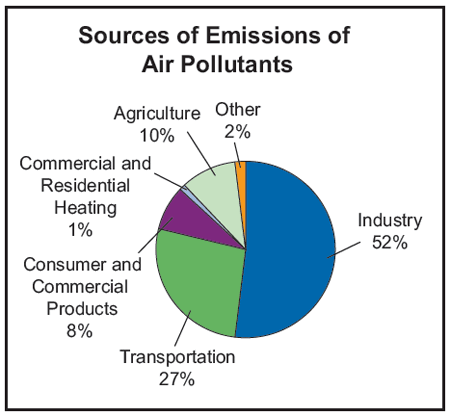 Sources of Emissions of
Air Pollutants
Agriculture
10%
Other
2%
Commercial and
Residential
Heating
1%
Industry
52%
Consumer and
Commercial
Products
8%
Transportation
27%